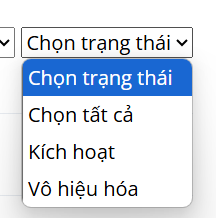 Chọn trạng thái
Chọn trạng thái
Chọn tất cả
Kích hoạt
Vô hiệu hóa